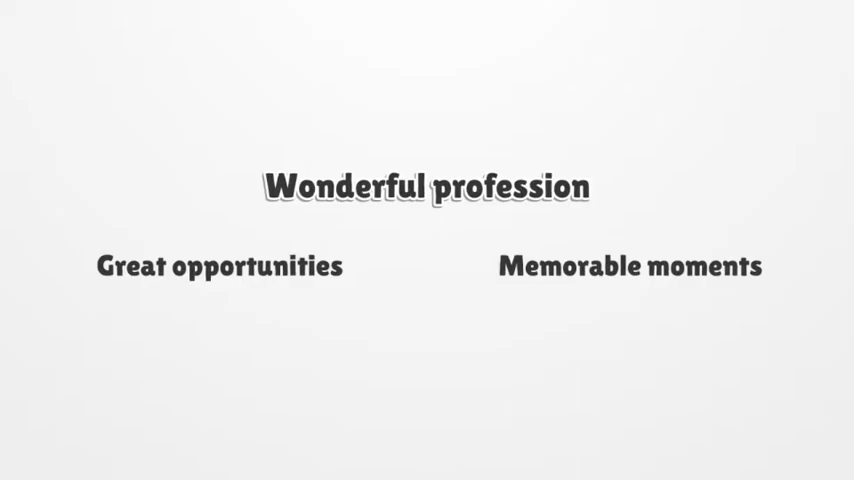 Wonderful profession
Great opportunities
Memorable moments